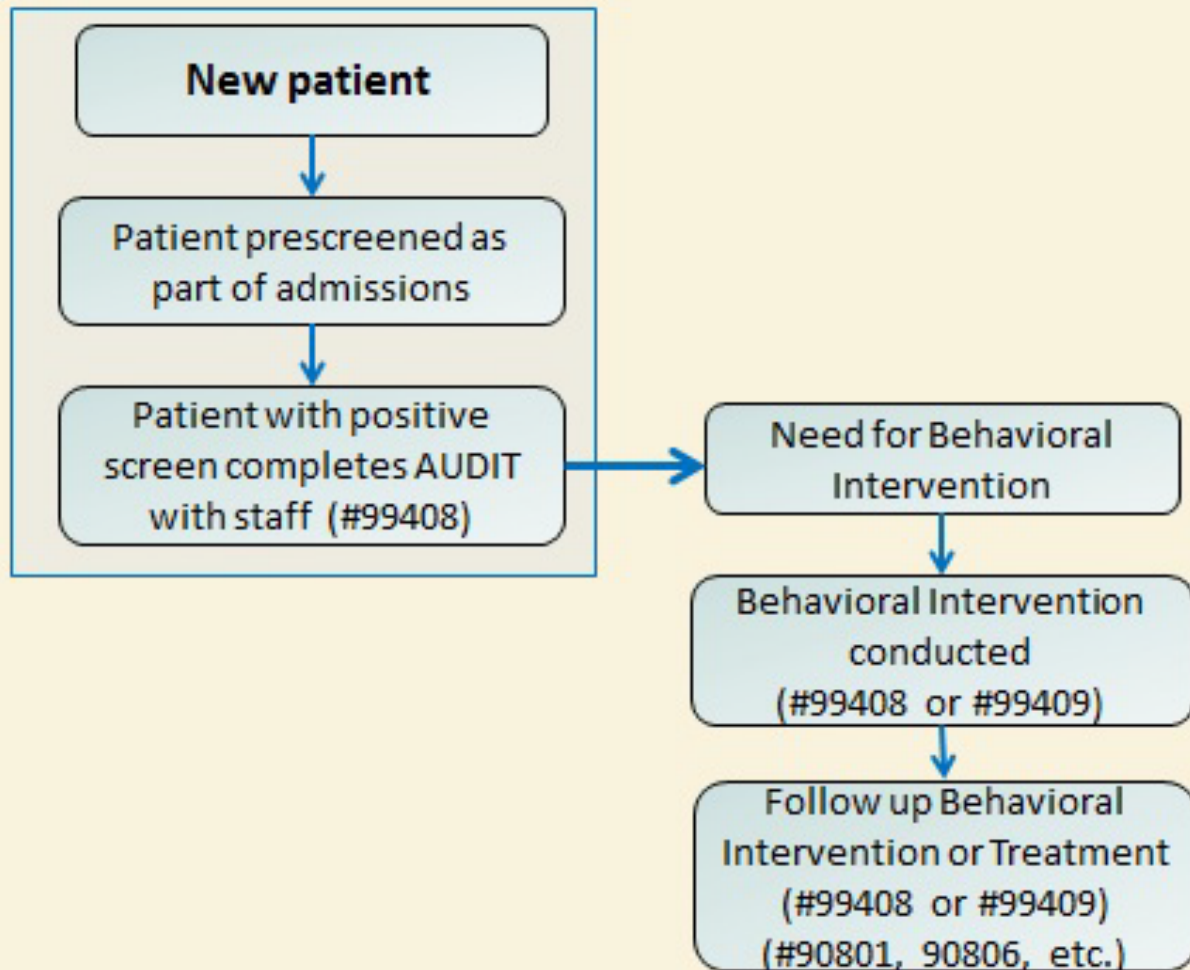 New patient
Patient prescreened as
part of admissions
Patient with positive
screen completes AUDIT
with staff (#99408)
Need for Behavioral
Intervention
Behavioral Intervention
conducted
(#99408 or #99409)
Follow up Behavioral
Intervention or Treatment
(#99408 or #99409)
(#90801, 90806, etc.)